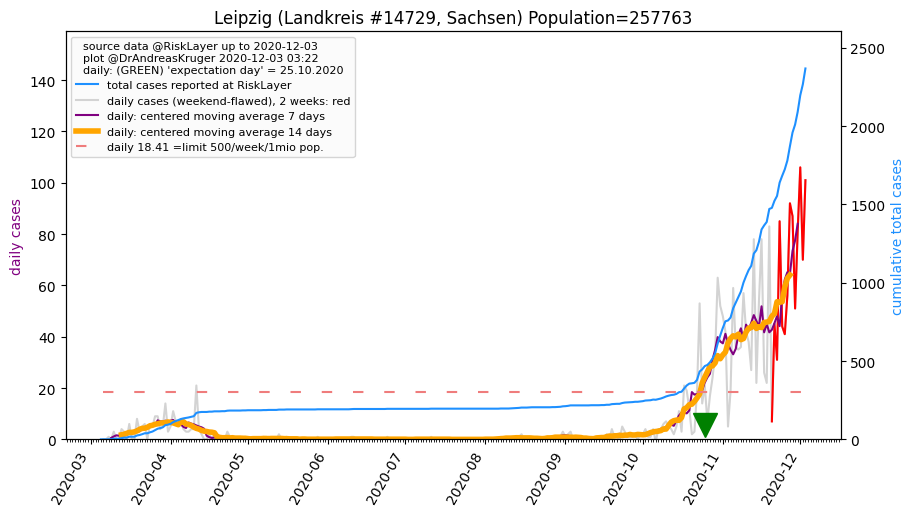 Leipzig (Landkreis #14729, Sachsen) Population=257763
source data @RiskLayer up to 2020-12-03
plot @DrAndreasKruger 2020-12-03 03:22
daily: (GREEN) 'expectation day' = 25.10.2020
total cases reported at RiskLayer
daily cases (weekend-flawed), 2 weeks: red
daily: centered moving average 7 days
daily: centered moving average 14 days
daily 18.41 =limit 500/week/1mio pop.
daily cases
140
120
100
80
60
40
20
0
cumulative total cases
2500
2000
1500
1000
500
0
2020-03
2020-04
2020-05
2020-06
2020-07
2020-08
2020-09
2020-10
2020-11
2020-12